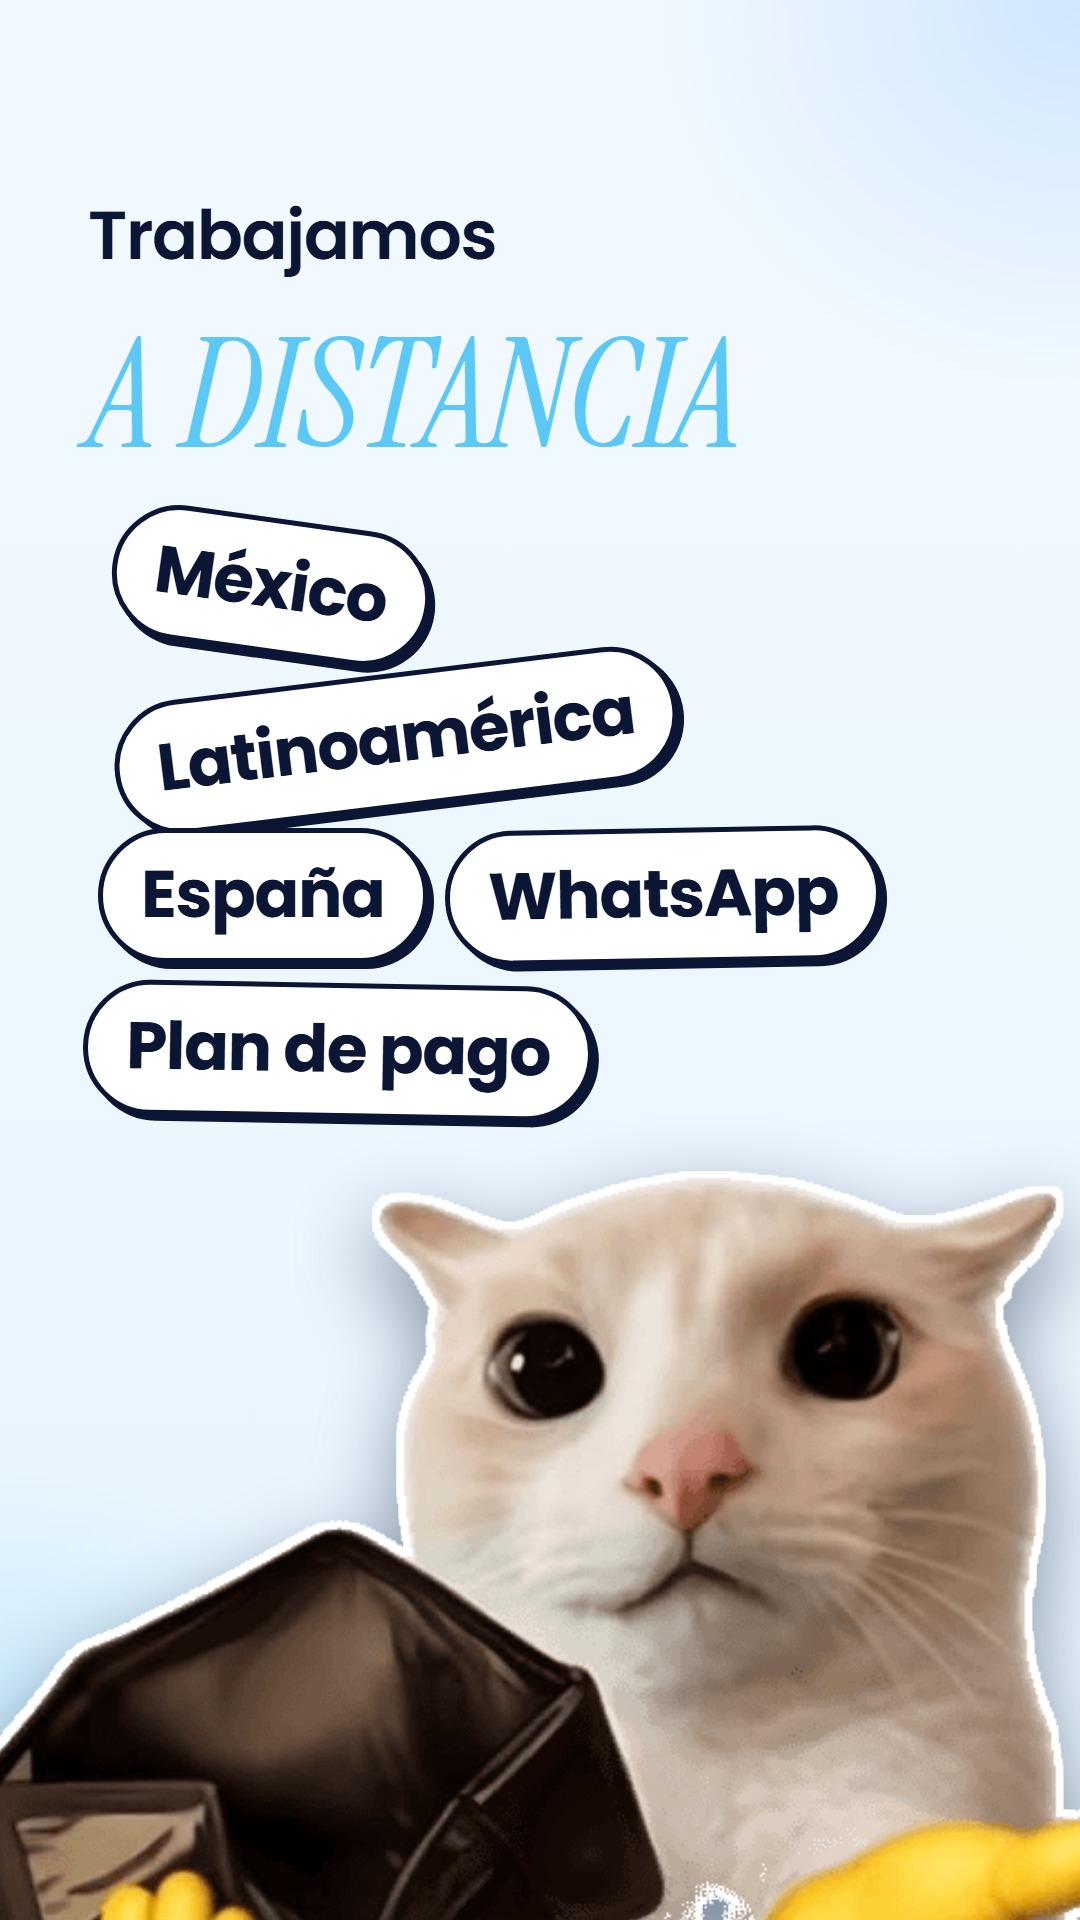 Trabajamos
A DISTANCIA
México
Latinoamérica
España WhatsApp
Plan de pago